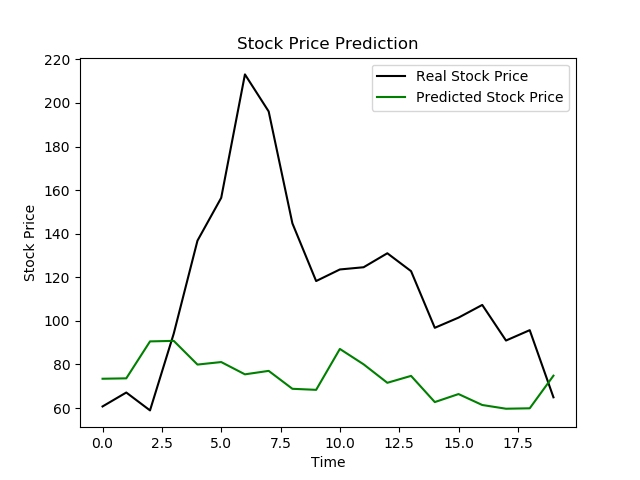 Stock Price Prediction
Real Stock Price
Predicted Stock Price
220
200
180
160
140
120
100
80
60
Stock Price
0.0 2.5 5.0 7.5 10.0 12.5 15.0 17.5
Time